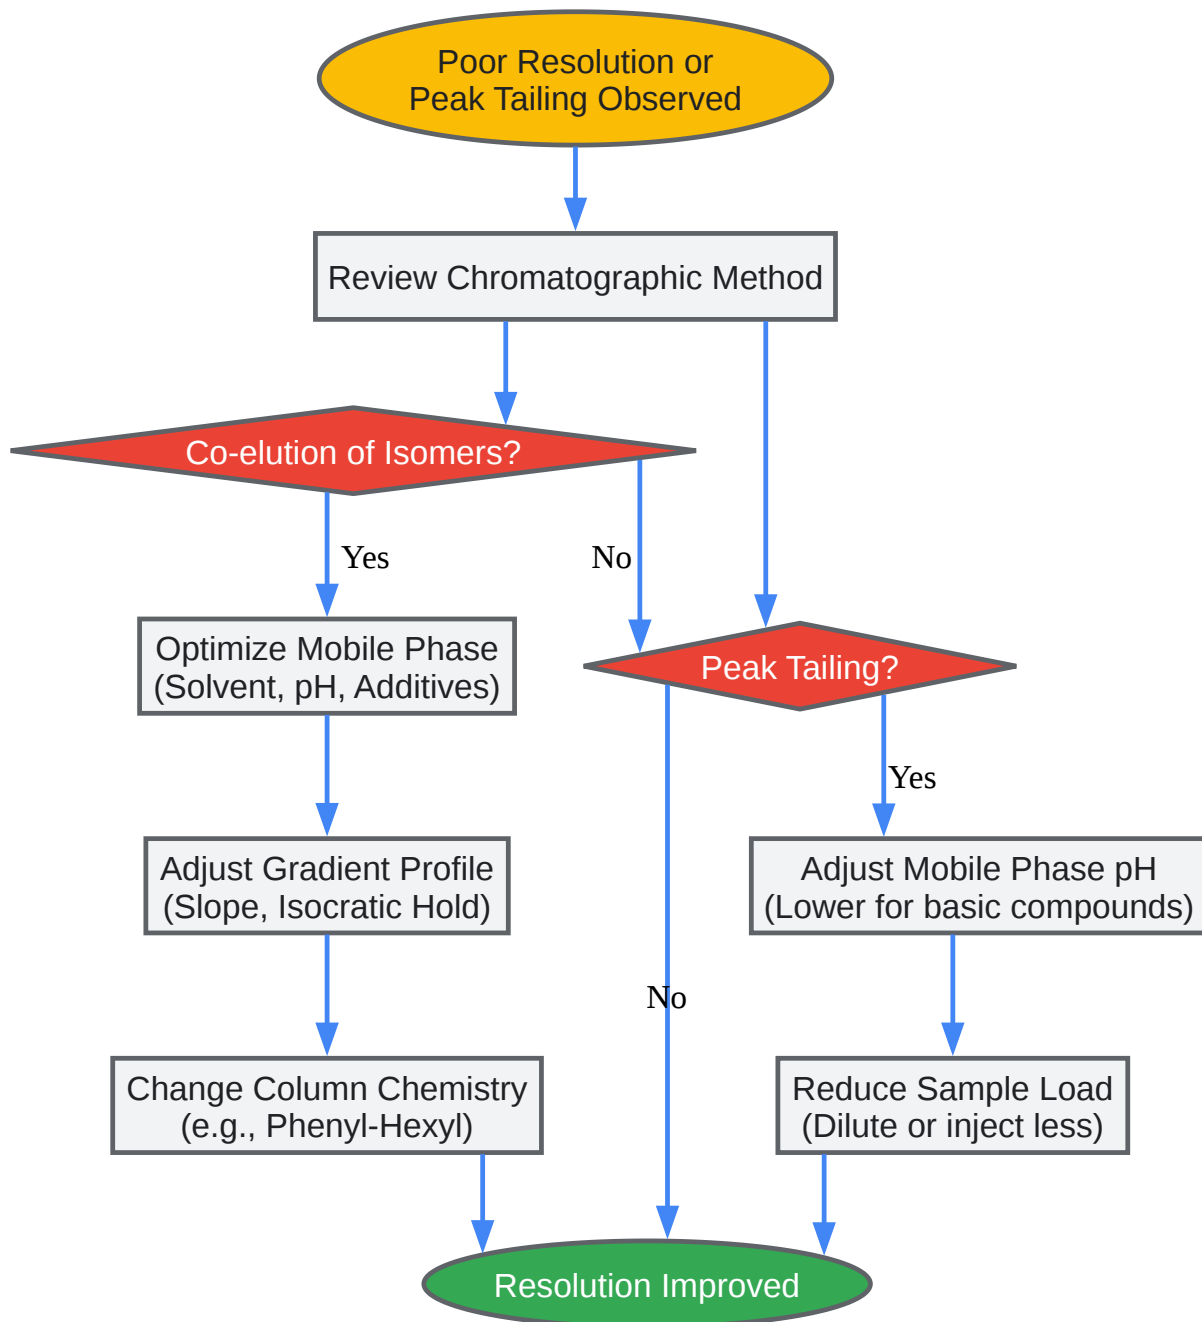 Poor Resolution or
Peak Tailing Observed
Review Chromatographic Method
Co-elution of Isomers?
Yes
No
Optimize Mobile Phase
(Solvent, pH, Additives)
Peak Tailing?
Yes
Adjust Gradient Profile
(Slope, Isocratic Hold)
Adjust Mobile Phase pH
(Lower for basic compounds)
No
Change Column Chemistry
(e.g., Phenyl-Hexyl)
Reduce Sample Load
(Dilute or inject less)
Resolution Improved